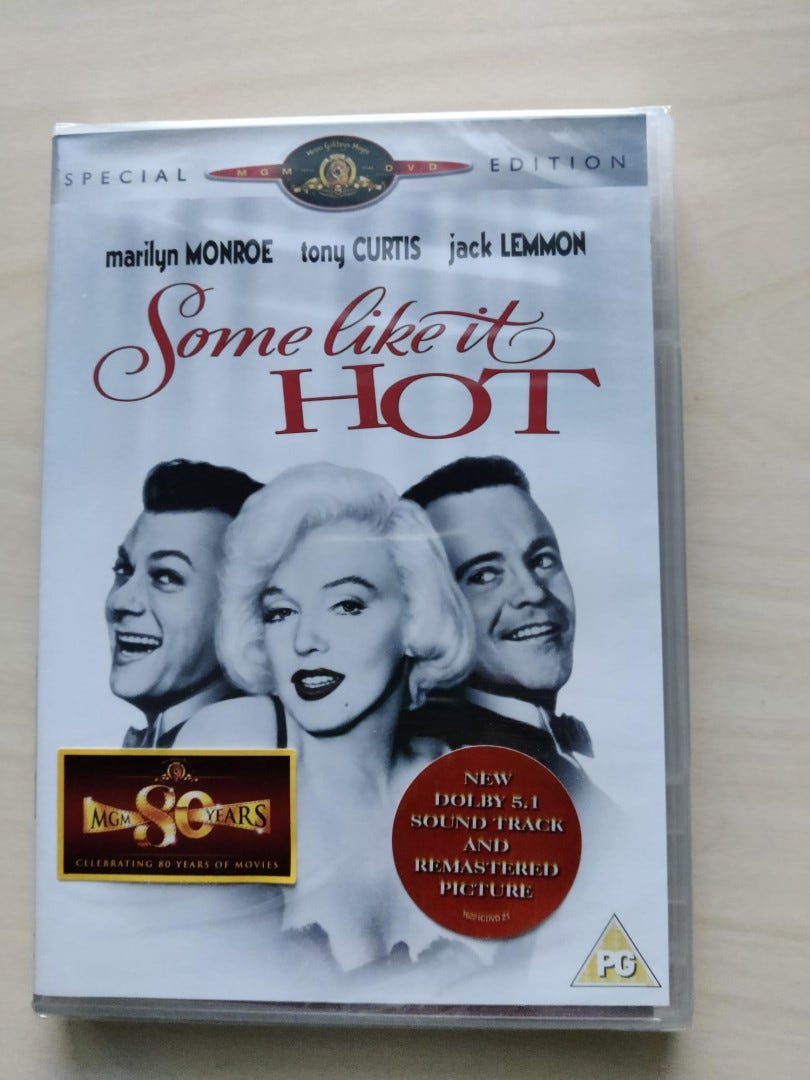 SPECIAL MGM DVD EDITION
marilyn MONROE tony CURTIS jack LEMMON
Some like it
HOT
MGM 80 YEARS
CELEBRATING 80 YEARS OF MOVIES
NEW
DOLBY 5.1
SOUND TRACK
AND
REMASTERED
PICTURE
PG